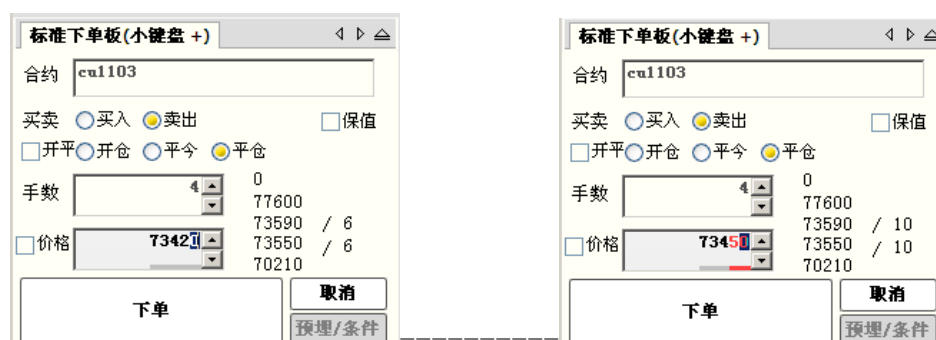 标准下单板(小键盘 +)
合约 cu1103
买卖 买入 卖出 保值
开平 开仓 平今 平仓
手数 4
0
77600
73590 / 6
价格 73420
73550 / 6
70210
下单
取消
预埋/条件
标准下单板(小键盘 +)
合约 cu1103
买卖 买入 卖出 保值
开平 开仓 平今 平仓
手数 4
0
77600
73590 / 10
价格 73450
73550 / 10
70210
下单
取消
预埋/条件